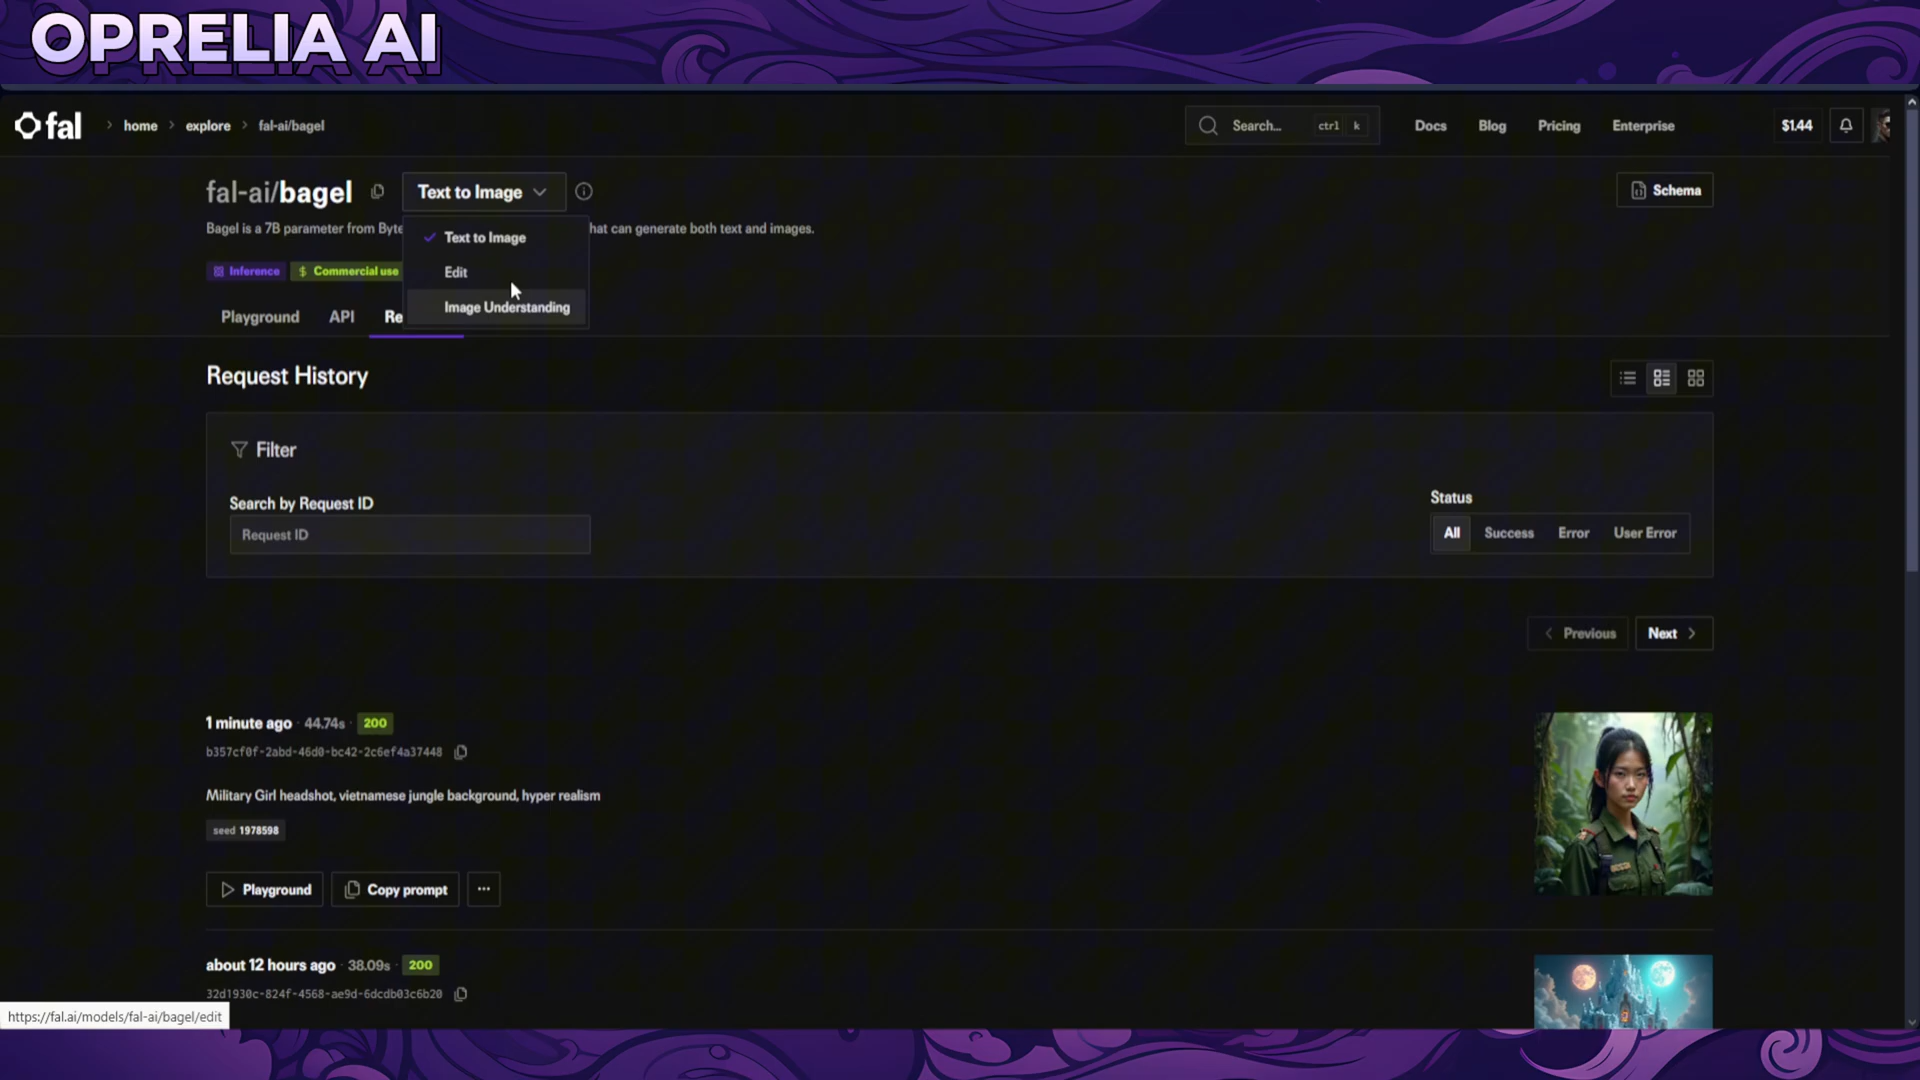 OPRELIA AI
fal
home
explore
fal-ai/bagel
Search...
ctrl
k
Docs
Blog
Pricing
Enterprise
$1.44
fal-ai/bagel
Text to Image
Schema
Bagel is a 7B parameter from Byte
hat can generate both text and images.
Text to Image
Edit
Image Understanding
Inference
$ Commercial use
Playground
API
Re
Request History
Filter
Search by Request ID
Request ID
Status
All
Success
Error
User Error
Previous
Next
1 minute ago · 44.74s · 200
b357cf0f-2abd-46d0-bc42-2c6ef4a37448
Military Girl headshot, vietnamese jungle background, hyper realism
seed 1978598
Playground
Copy prompt
...
about 12 hours ago · 38.09s · 200
32d1930c-824f-4568-ae9d-6dcdb03c6b20
https://fal.ai/models/fal-ai/bagel/edit